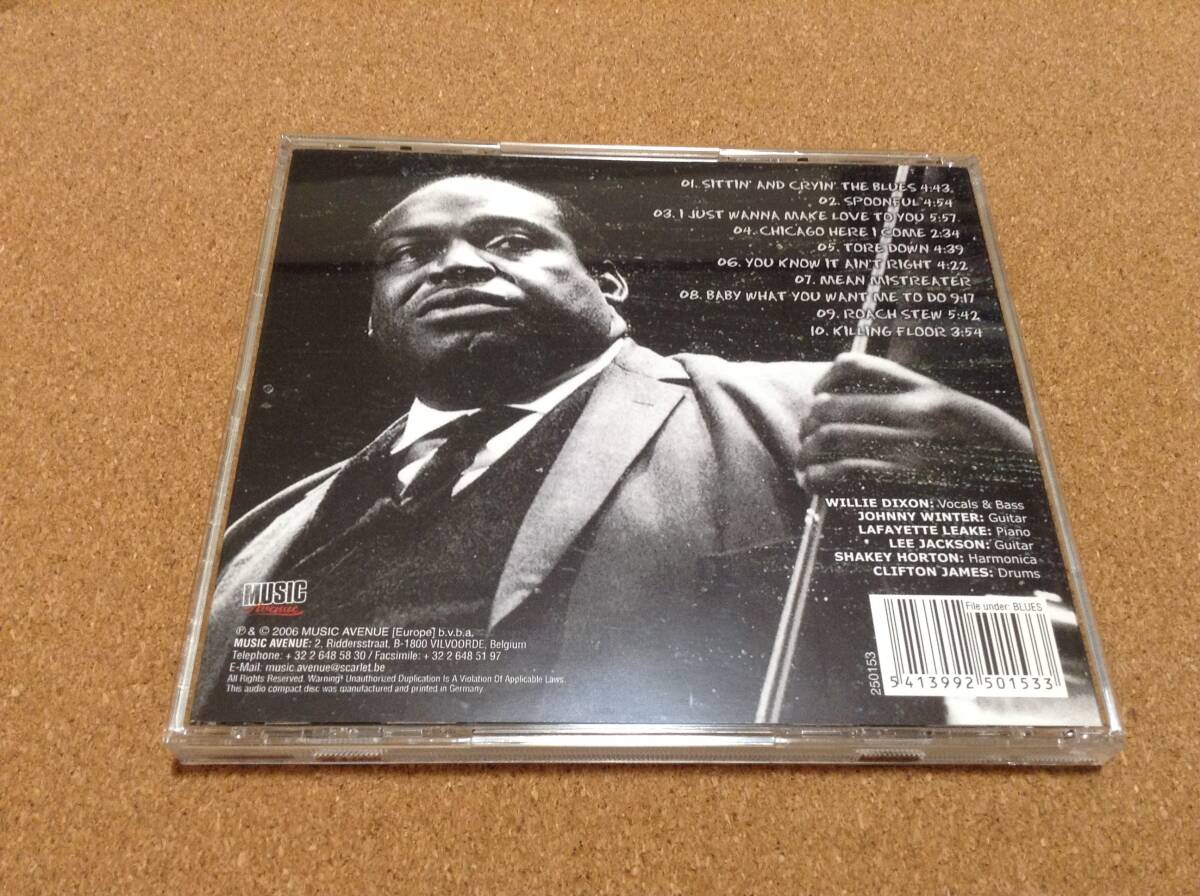 01. SITTIN' AND CRYIN' THE BLUES 4:43.
02. SPOONFUL 4:54
03. I JUST WANNA MAKE LOVE TO YOU 5:57.
04. CHICAGO HERE I COME 2:34
05. TORE DOWN 4:39
06. YOU KNOW IT AIN'T RIGHT 4:22
07. MEAN MISTREATER
08. BABY WHAT YOU WANT ME TO DO 9:17
09. ROACH STEW 5:42
10. KILLING FLOOR 3:54
WILLIE DIXON: Vocals & Bass
JOHNNY WINTER: Guitar
LAFAYETTE LEAKE: Piano
LEE JACKSON: Guitar
SHAKEY HORTON: Harmonica
CLIFTON JAMES: Drums
MUSIC
Avenue
℗ & © 2006 MUSIC AVENUE [Europe] b.v.b.a.
MUSIC AVENUE: 2, Riddersstraat, B-1800 VILVOORDE, Belgium
Telephone: + 32 2 648 58 30 / Facsimile: + 32 2 648 51 97
E-Mail: music.avenue@scarlet.be
All Rights Reserved. Warning! Unauthorized Duplication Is A Violation Of Applicable Laws.
This audio compact disc was manufactured and printed in Germany
File under: BLUES
250153
5 413992 501533